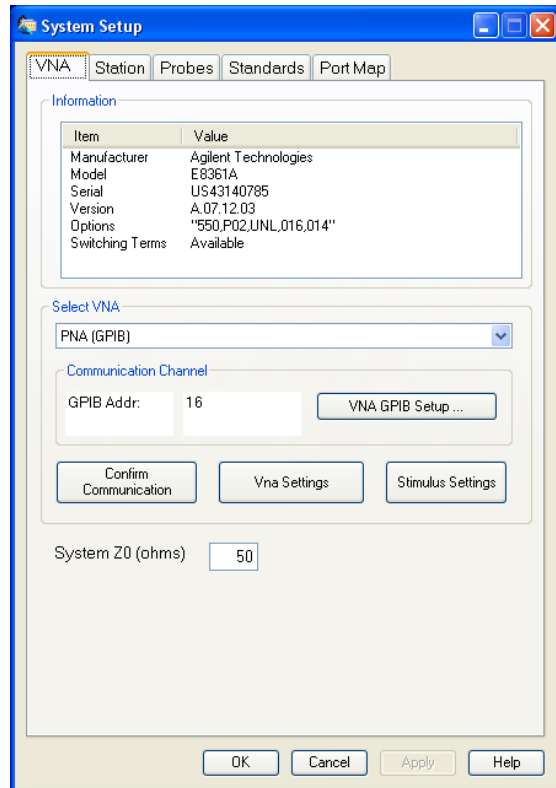 System Setup
VNA Station Probes Standards Port Map
Information
Item Value
Manufacturer Agilent Technologies
Model E8361A
Serial US43140785
Version A.07.12.03
Options "550,P02,UNL,016,014"
Switching Terms Available
Select VNA
PNA (GPIB)
Communication Channel
GPIB Addr: 16 VNA GPIB Setup ...
Confirm
Communication
Vna Settings
Stimulus Settings
System Z0 (ohms) 50
OK Cancel Apply Help